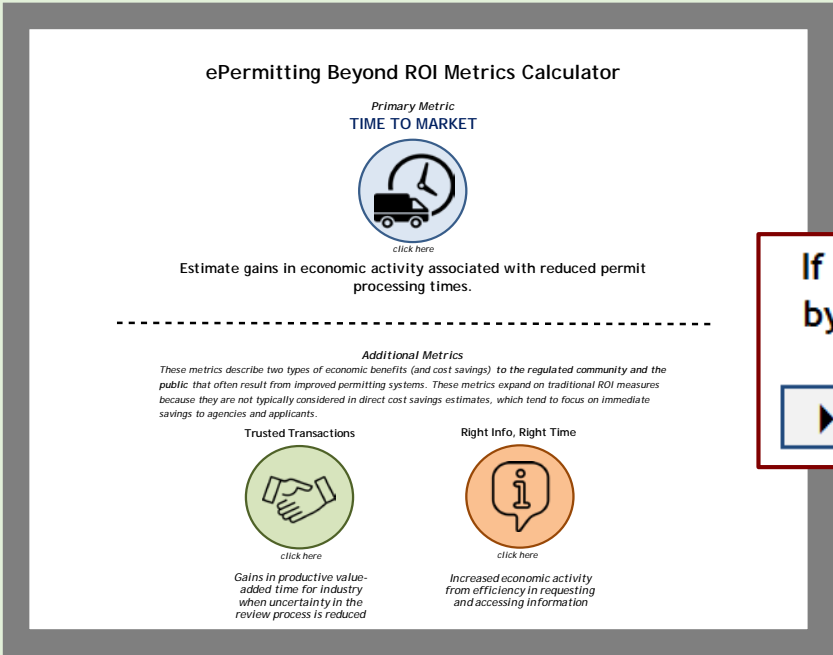 ePermitting Beyond ROI Metrics Calculator
Primary Metric
TIME TO MARKET
click here
Estimate gains in economic activity associated with reduced permit
processing times.
If
by
Additional Metrics
These metrics describe two types of economic benefits (and cost savings) to the regulated community and the
public that often result from improved permitting systems. These metrics expand on traditional ROI measures
because they are not typically considered in direct cost savings estimates, which tend to focus on immediate
savings to agencies and applicants.
Trusted Transactions
click here
Gains in productive value-
added time for industry
when uncertainty in the
review process is reduced
Right Info, Right Time
click here
Increased economic activity
from efficiency in requesting
and accessing information